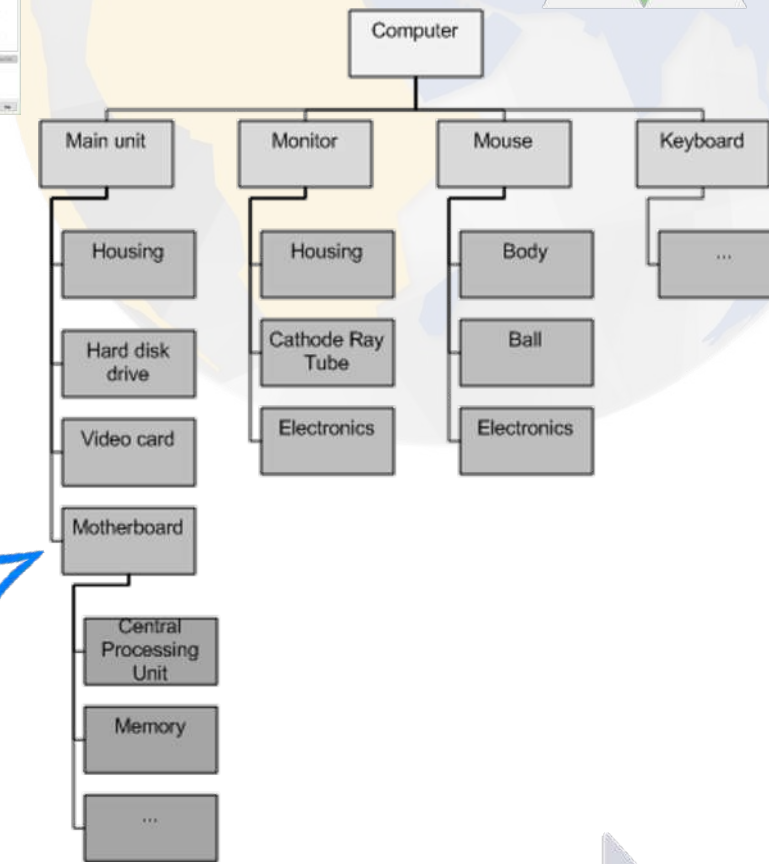 Computer
Main unit
Monitor
Mouse
Keyboard
Housing
Housing
Body
...
Hard disk
drive
Cathode Ray
Tube
Ball
Video card
Electronics
Electronics
Motherboard
Central
Processing
Unit
Memory
...